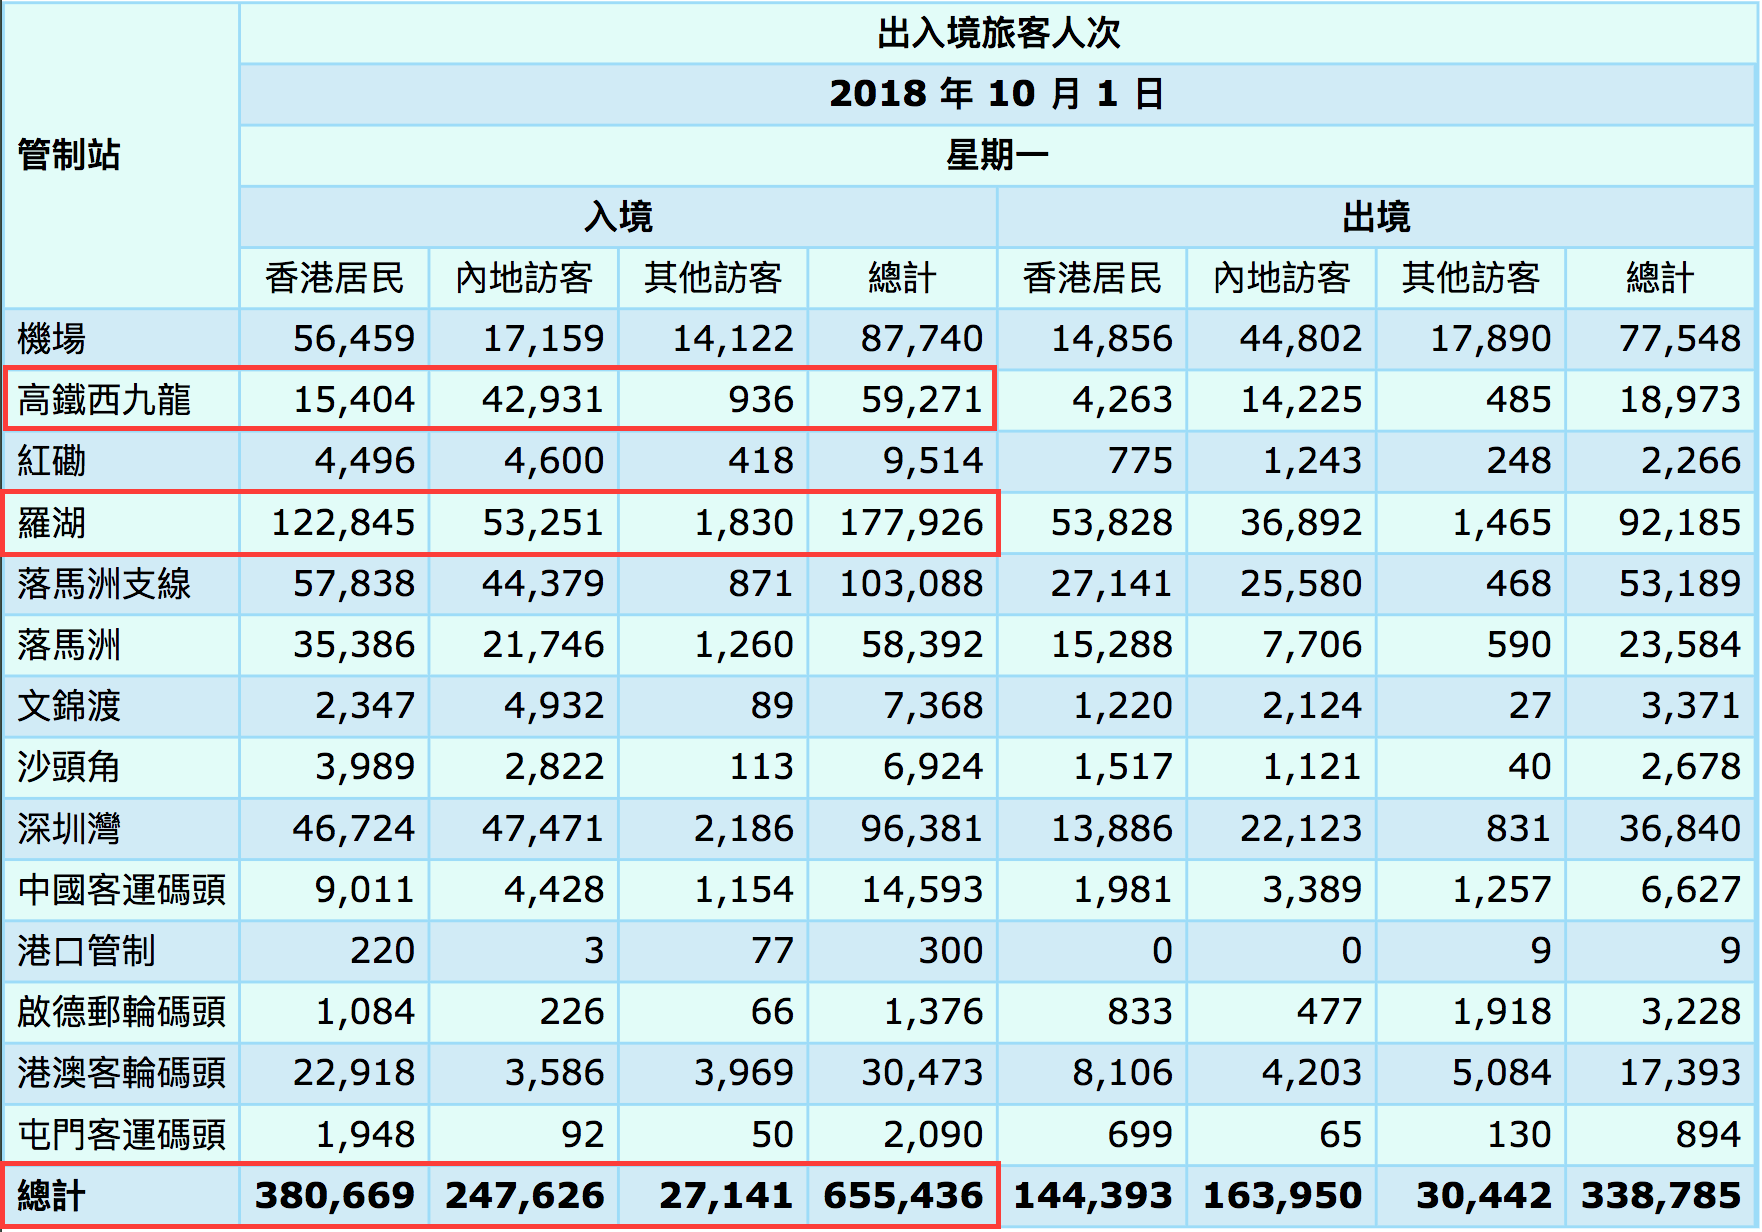 出入境旅客人次
2018 年 10 月 1 日
管制站
星期一
入境 出境
香港居民 內地訪客 其他訪客 總計 香港居民 內地訪客 其他訪客 總計
機場 56,459 17,159 14,122 87,740 14,856 44,802 17,890 77,548
高鐵西九龍 15,404 42,931 936 59,271 4,263 14,225 485 18,973
紅磡 4,496 4,600 418 9,514 775 1,243 248 2,266
羅湖 122,845 53,251 1,830 177,926 53,828 36,892 1,465 92,185
落馬洲支線 57,838 44,379 871 103,088 27,141 25,580 468 53,189
落馬洲 35,386 21,746 1,260 58,392 15,288 7,706 590 23,584
文錦渡 2,347 4,932 89 7,368 1,220 2,124 27 3,371
沙頭角 3,989 2,822 113 6,924 1,517 1,121 40 2,678
深圳灣 46,724 47,471 2,186 96,381 13,886 22,123 831 36,840
中國客運碼頭 9,011 4,428 1,154 14,593 1,981 3,389 1,257 6,627
港口管制 220 3 77 300 0 0 9 9
啟德郵輪碼頭 1,084 226 66 1,376 833 477 1,918 3,228
港澳客輪碼頭 22,918 3,586 3,969 30,473 8,106 4,203 5,084 17,393
屯門客運碼頭 1,948 92 50 2,090 699 65 130 894
總計 380,669 247,626 27,141 655,436 144,393 163,950 30,442 338,785